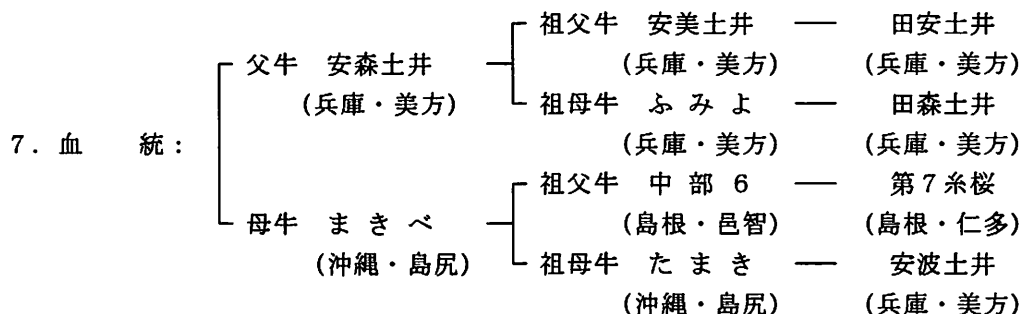 祖父牛 安美土井 ― 田安土井
父牛 安森土井 (兵庫・美方) (兵庫・美方)
(兵庫・美方) 祖母牛 ふみよ ― 田森土井
7. 血 統: (兵庫・美方) (兵庫・美方)
祖父牛 中部6 ― 第7糸桜
母牛 まきべ (島根・邑智) (島根・仁多)
(沖縄・島尻) 祖母牛 たまき ― 安波土井
(沖縄・島尻) (兵庫・美方)